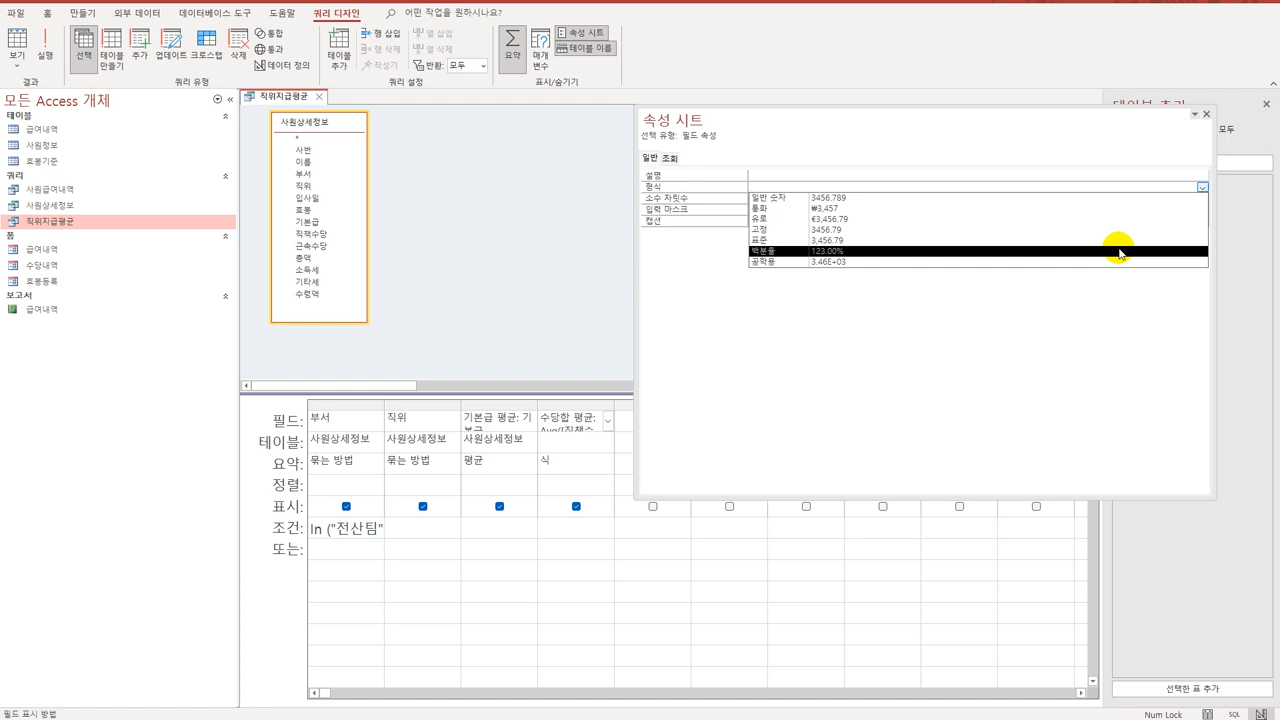 파일 홈 만들기 외부 데이터 데이터베이스 도구 도움말 쿼리 디자인 어떤 작업을 원하시나요?
보기 실행 선택 테이블 만들기 추가 업데이트 크로스탭 삭제 통합 통과 데이터 정의 테이블 추가 행 삽입 행 삭제 작성기 열 삽입 열 삭제 반환: 모두 요약 매개 변수 속성 시트 테이블 이름
결과 쿼리 유형 쿼리 설정 표시/숨기기
모든 Access 개체
테이블
급여내역
사원정보
호봉기준
쿼리
사원급여내역
사원상세정보
직위지급평균
폼
급여내역
수당내역
호봉등록
보고서
급여내역
직위지급평균
사원상세정보
*
사번
이름
부서
직위
입사일
호봉
기본급
직책수당
근속수당
총액
소득세
기타세
수령액
속성 시트
선택 유형: 필드 속성
일반 조회
설명
형식
소수 자릿수
입력 마스크
캡션
일반 숫자 3456.789
통화 ₩3,457
유로 €3,456.79
고정 3456.79
표준 3,456.79
백분율 123.00%
공학용 3.46E+03
모두
필드: 부서 직위 기본급 평균: 기 수당합 평균:
테이블: 사원상세정보 사원상세정보 사원상세정보
요약: 묶는 방법 묶는 방법 평균 식
정렬:
표시:
조건: In ("전산팀"
또는:
선택한 표 추가
필드 표시 방법 Num Lock SQL